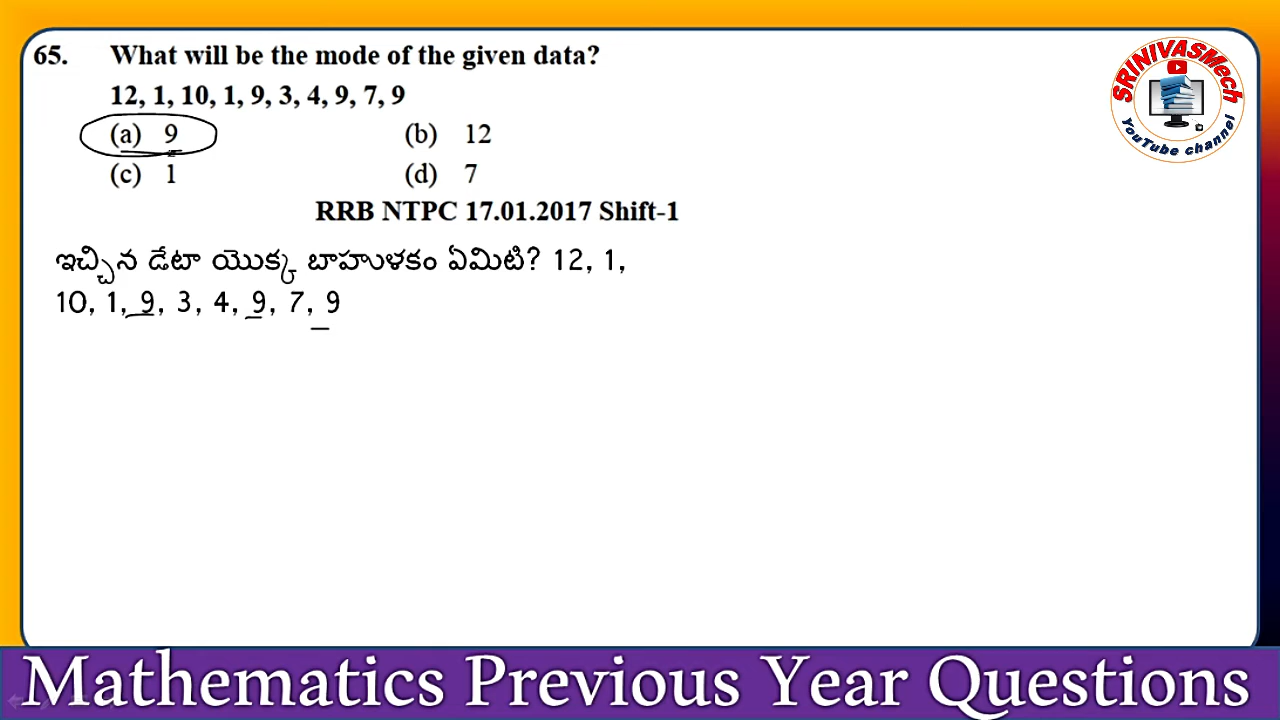 65. What will be the mode of the given data?
12, 1, 10, 1, 9, 3, 4, 9, 7, 9
(a) 9 (b) 12
(c) 1 (d) 7
RRB NTPC 17.01.2017 Shift-1
ఇచ్చిన డేటా యొక్క బాహుళకం ఏమిటి? 12, 1,
10, 1, 9, 3, 4, 9, 7, 9
SRINIVASMech
YouTube channel
Mathematics Previous Year Questions